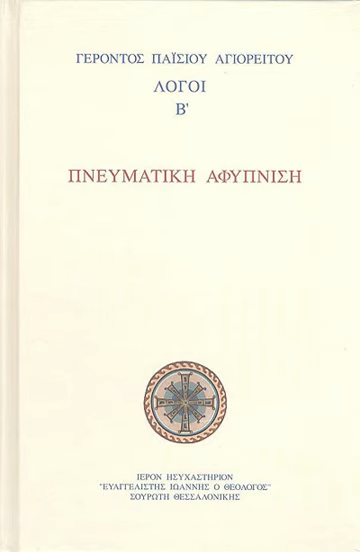 ΓΕΡΟΝΤΟΣ ΠΑΪΣΙΟΥ ΑΓΙΟΡΕΙΤΟΥ
ΛΟΓΟΙ
Β'
ΠΝΕΥΜΑΤΙΚΗ ΑΦΥΠΝΙΣΗ
ΙΕΡΟΝ ΗΣΥΧΑΣΤΗΡΙΟΝ
"ΕΥΑΓΓΕΛΙΣΤΗΣ ΙΩΑΝΝΗΣ Ο ΘΕΟΛΟΓΟΣ"
ΣΟΥΡΩΤΗ ΘΕΣΣΑΛΟΝΙΚΗΣ